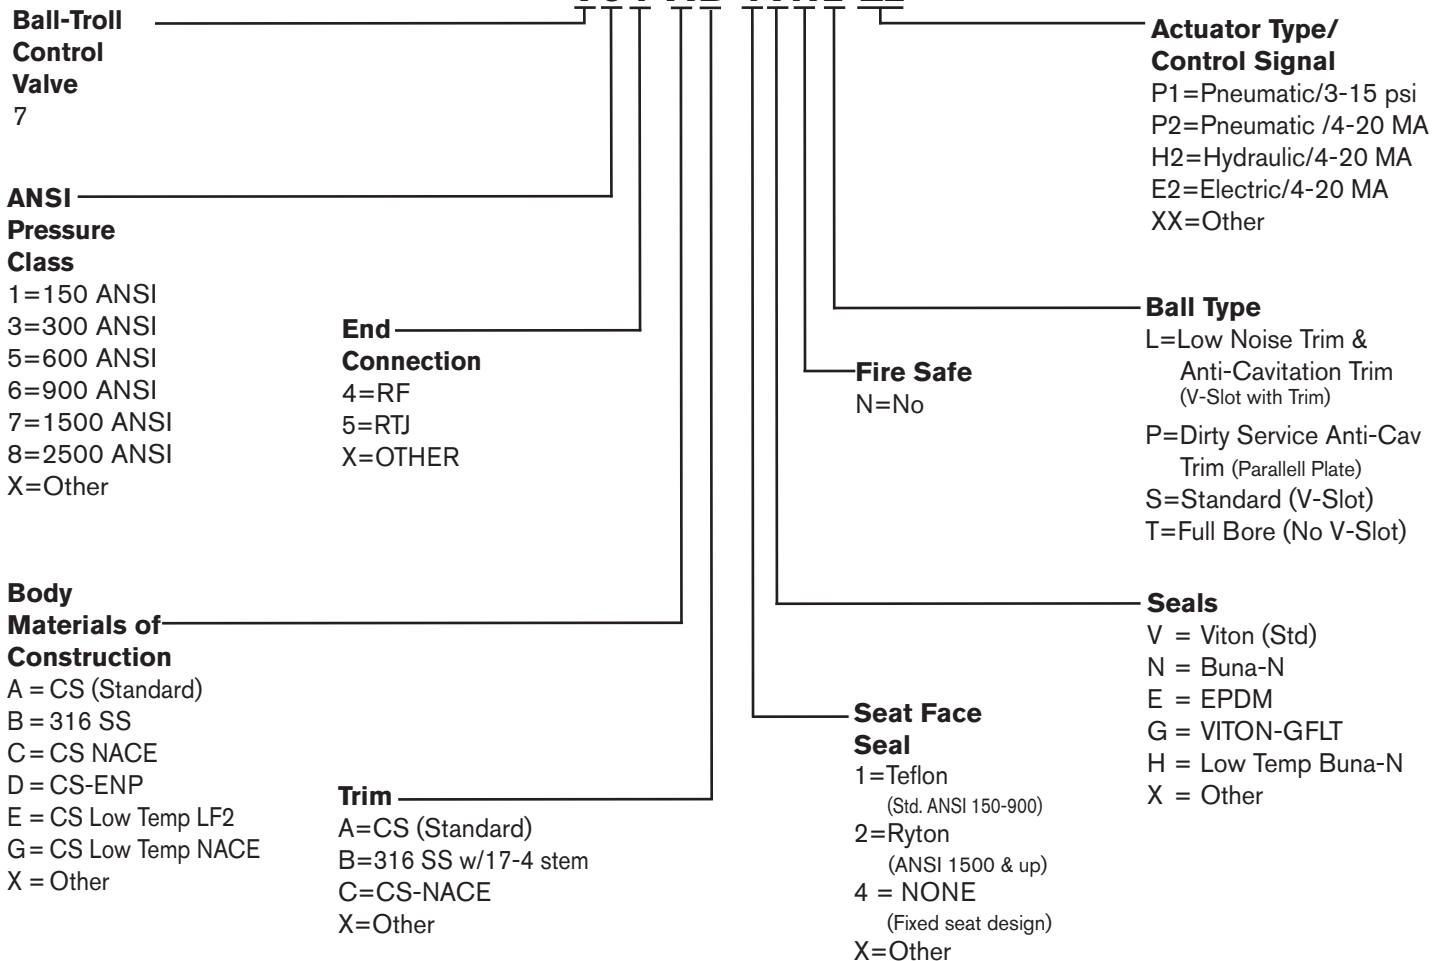 Ball-Troll
Control
Valve
7
ANSI
Pressure
Class
1=150 ANSI
3=300 ANSI
5=600 ANSI
6=900 ANSI
7=1500 ANSI
8=2500 ANSI
X=Other
End
Connection
4=RF
5=RTJ
X=OTHER
Body
Materials of
Construction
A = CS (Standard)
B = 316 SS
C = CS NACE
D = CS-ENP
E = CS Low Temp LF2
G = CS Low Temp NACE
X = Other
Trim
A=CS (Standard)
B=316 SS w/17-4 stem
C=CS-NACE
X=Other
Seat Face
Seal
1=Teflon
(Std. ANSI 150-900)
2=Ryton
(ANSI 1500 & up)
4 = NONE
(Fixed seat design)
X=Other
Seals
V = Viton (Std)
N = Buna-N
E = EPDM
G = VITON-GFLT
H = Low Temp Buna-N
X = Other
Fire Safe
N=No
Ball Type
L=Low Noise Trim &
Anti-Cavitation Trim
(V-Slot with Trim)
P=Dirty Service Anti-Cav
Trim (Parallell Plate)
S=Standard (V-Slot)
T=Full Bore (No V-Slot)
Actuator Type/
Control Signal
P1=Pneumatic/3-15 psi
P2=Pneumatic /4-20 MA
H2=Hydraulic/4-20 MA
E2=Electric/4-20 MA
XX=Other